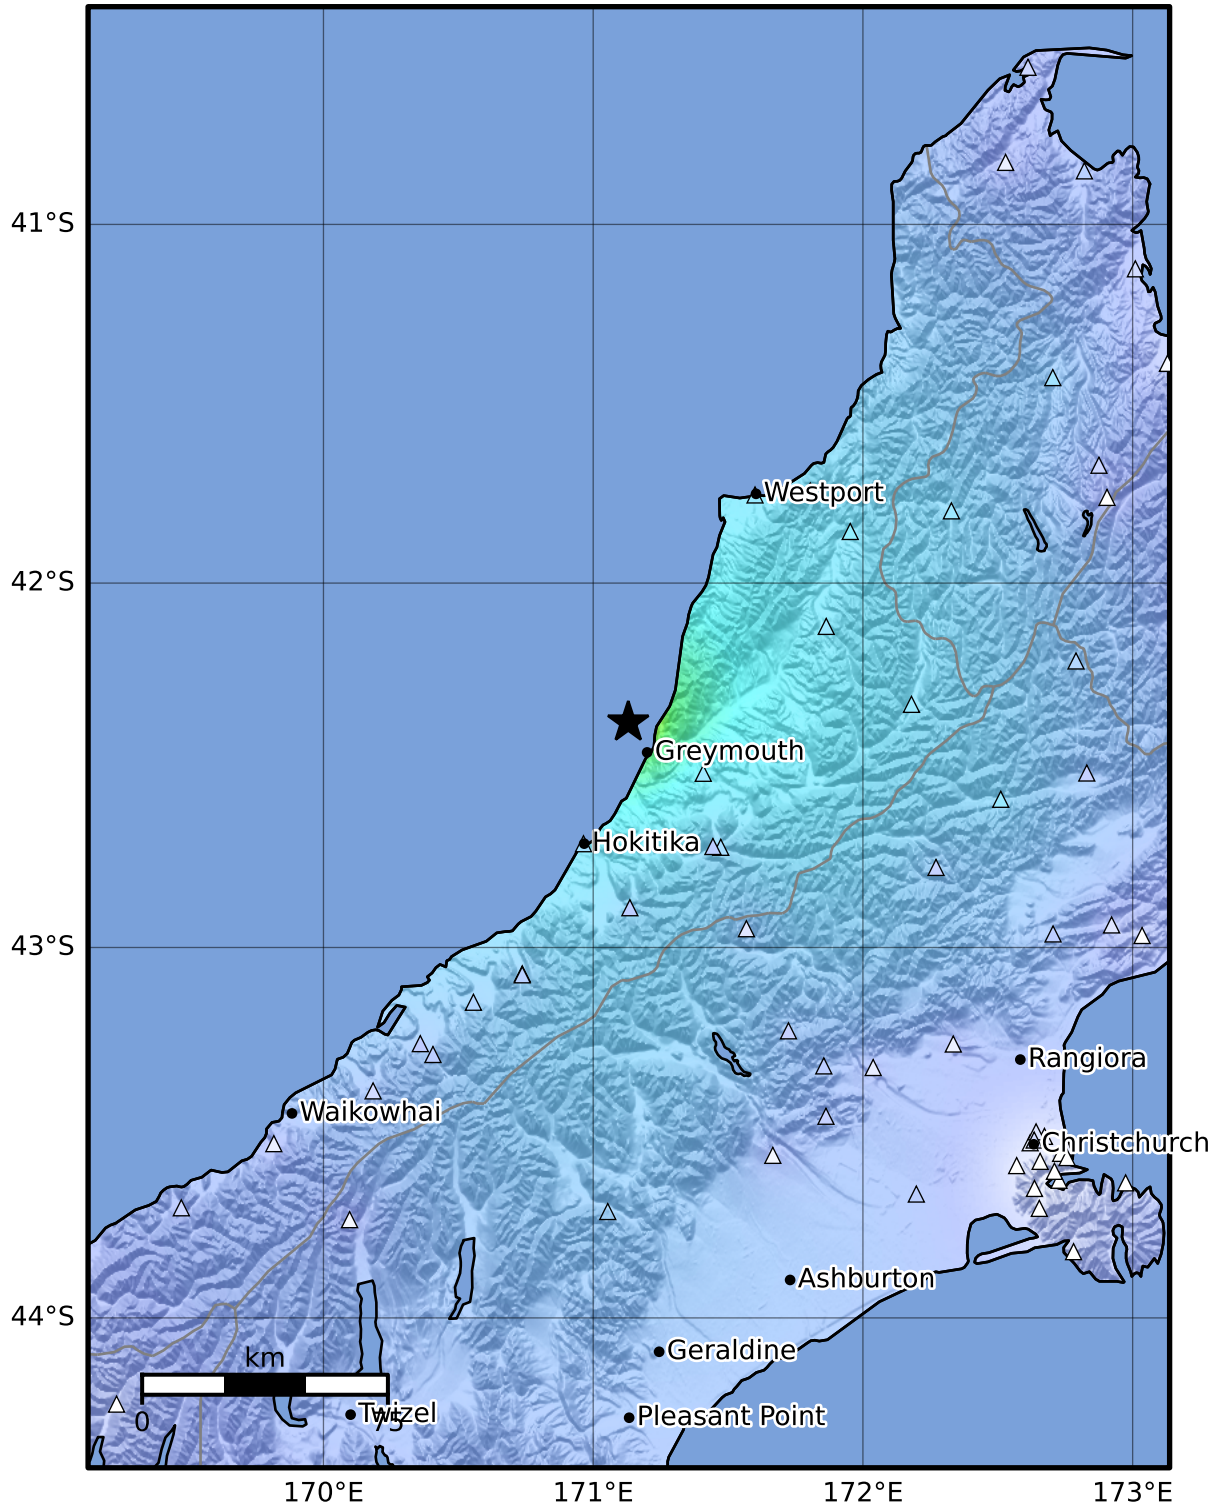 41°S
Westport
42°S
Greymouth
Hokitika
43°S
Rangiora
Waikowhai
Christchurch
Ashburton
44°S
Geraldine
km
Twizel
Pleasant Point
0
75
170°E
171°E
172°E
173°E